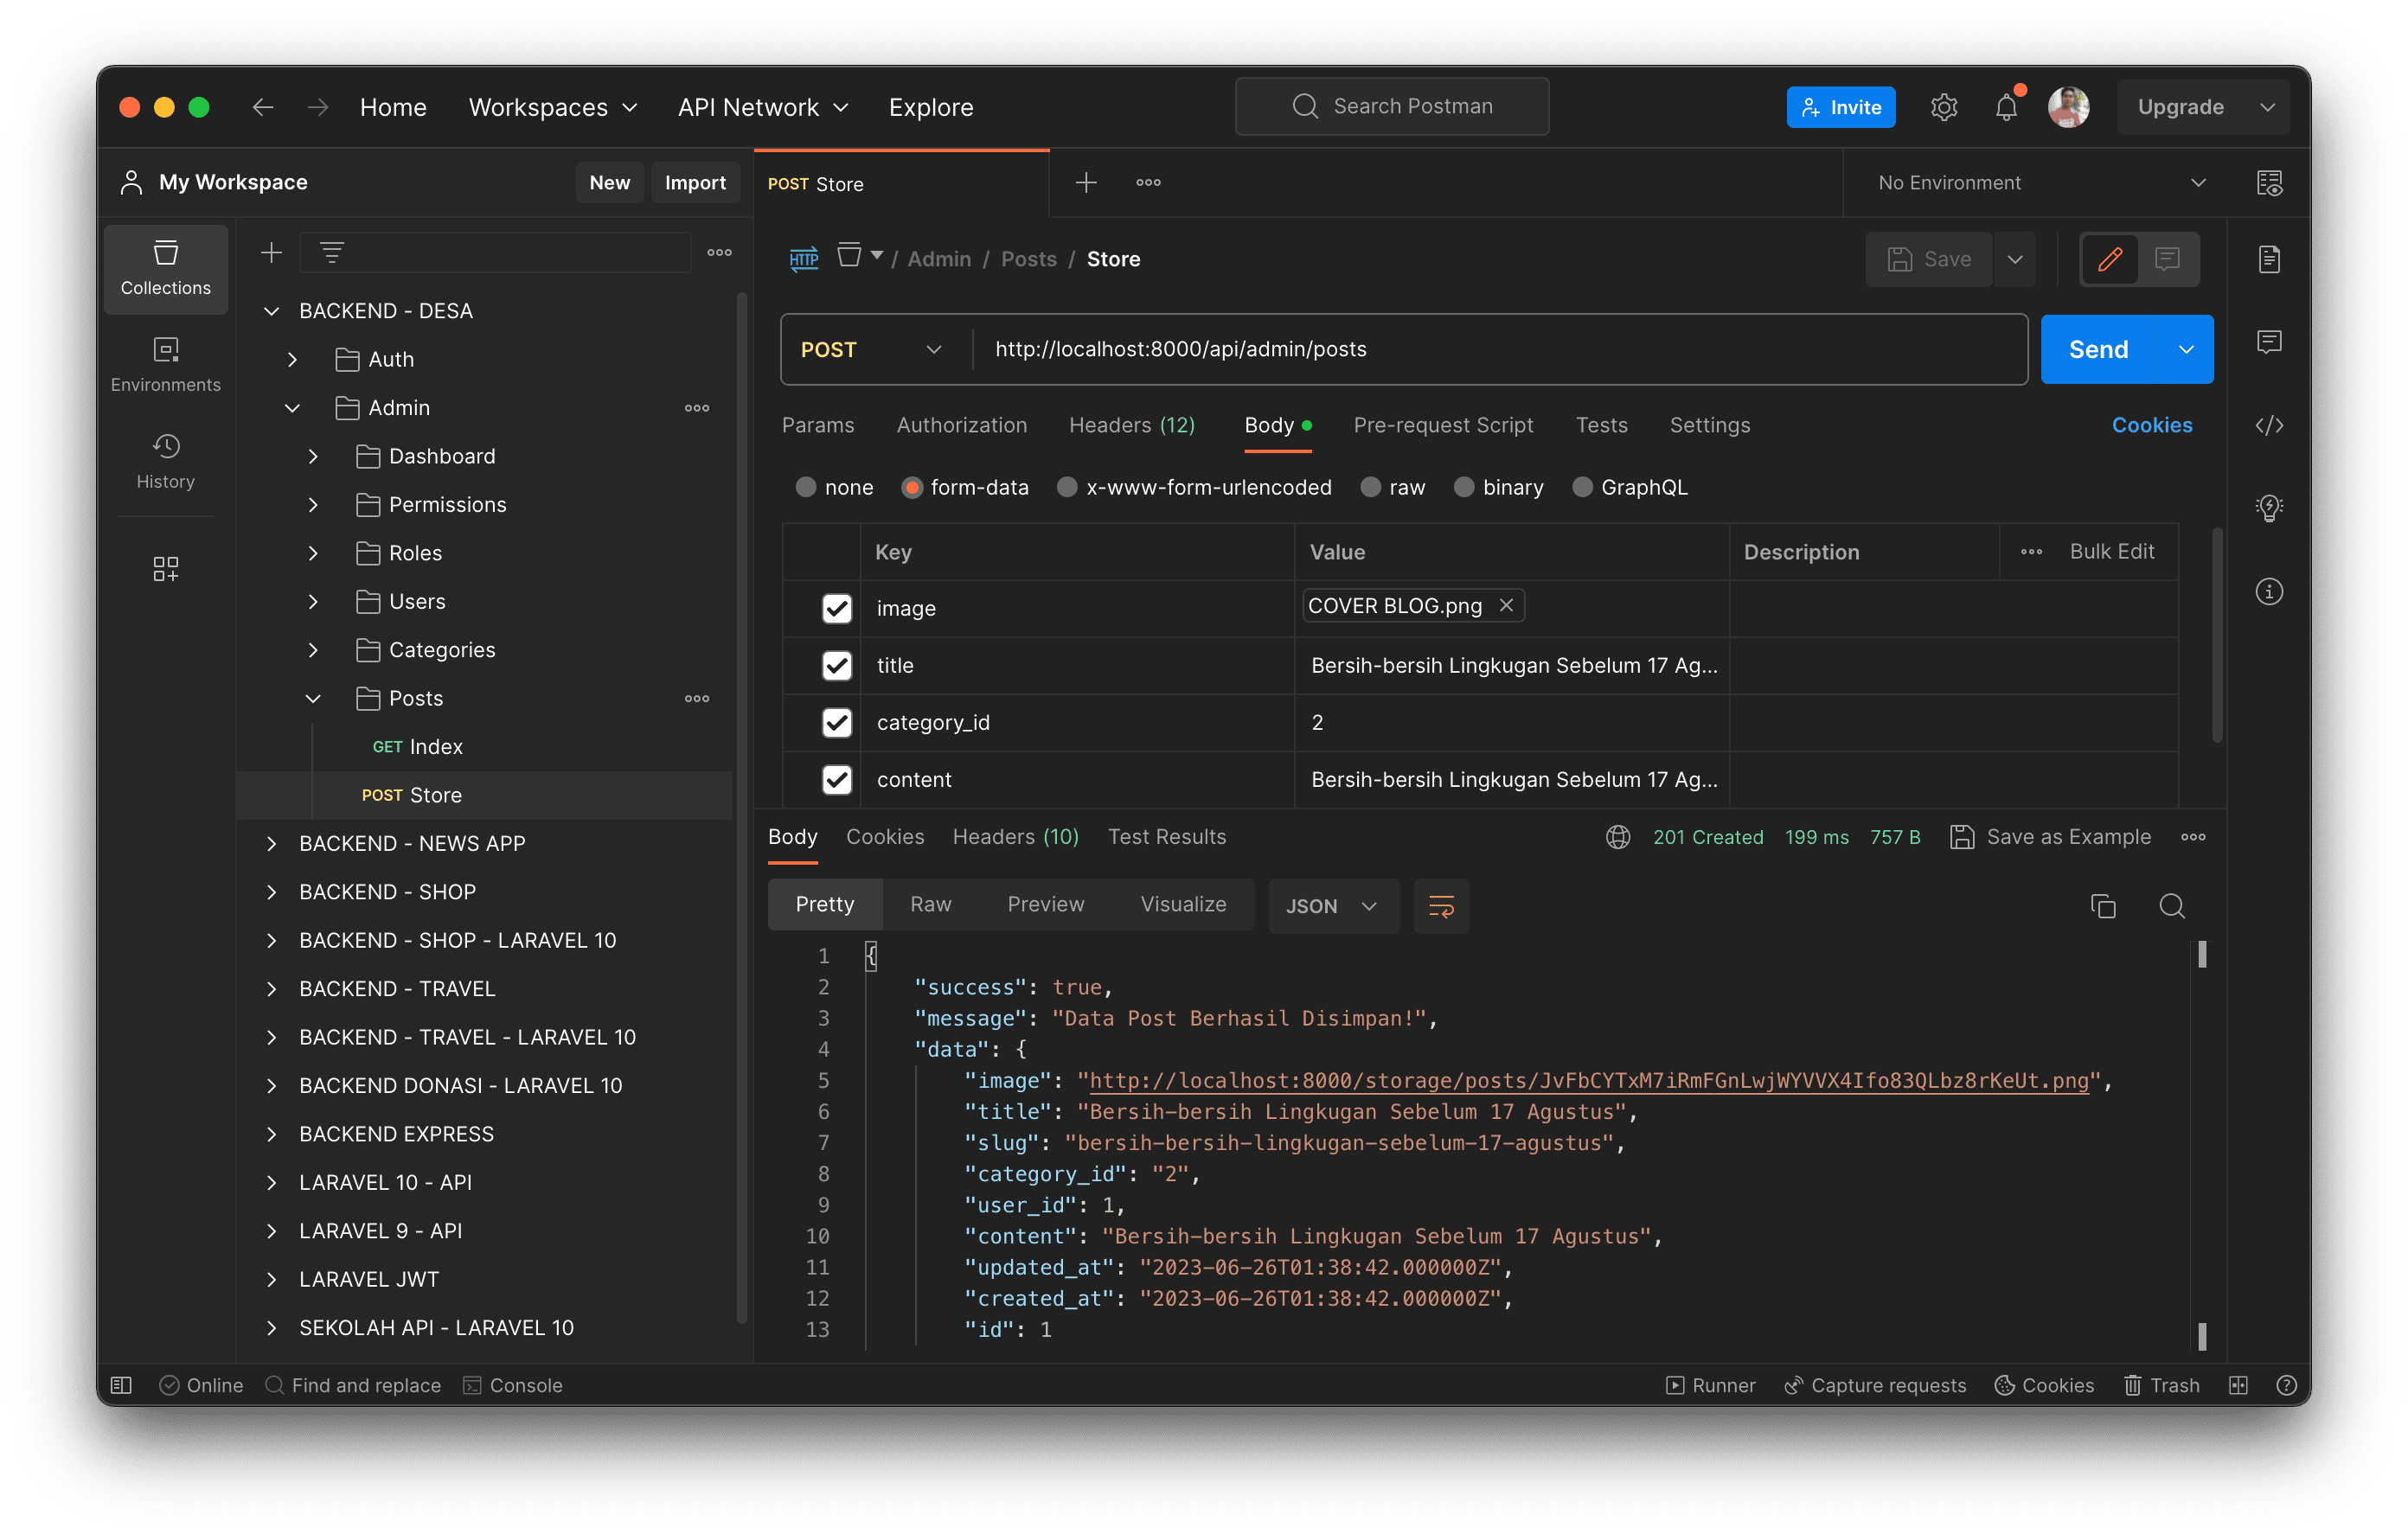 Home Workspaces API Network Explore Search Postman Invite Upgrade
My Workspace New Import POST Store No Environment
Collections
Environments
History
BACKEND - DESA
Auth
Admin
Dashboard
Permissions
Roles
Users
Categories
Posts
GET Index
POST Store
BACKEND - NEWS APP
BACKEND - SHOP
BACKEND - SHOP - LARAVEL 10
BACKEND - TRAVEL
BACKEND - TRAVEL - LARAVEL 10
BACKEND DONASI - LARAVEL 10
BACKEND EXPRESS
LARAVEL 10 - API
LARAVEL 9 - API
LARAVEL JWT
SEKOLAH API - LARAVEL 10
HTTP / Admin / Posts / Store Save
POST http://localhost:8000/api/admin/posts Send
Params Authorization Headers (12) Body Pre-request Script Tests Settings Cookies
none form-data x-www-form-urlencoded raw binary GraphQL
Key Value Description Bulk Edit
image COVER BLOG.png
title Bersih-bersih Lingkugan Sebelum 17 Ag...
category_id 2
content Bersih-bersih Lingkugan Sebelum 17 Ag...
Body Cookies Headers (10) Test Results 201 Created 199 ms 757 B Save as Example
Pretty Raw Preview Visualize JSON
1 {
2 "success": true,
3 "message": "Data Post Berhasil Disimpan!",
4 "data": {
5 "image": "http://localhost:8000/storage/posts/JvFbCYTxM7iRmFGnLwjWYVVX4Ifo83QLbz8rKeUt.png",
6 "title": "Bersih-bersih Lingkugan Sebelum 17 Agustus",
7 "slug": "bersih-bersih-lingkugan-sebelum-17-agustus",
8 "category_id": "2",
9 "user_id": 1,
10 "content": "Bersih-bersih Lingkugan Sebelum 17 Agustus",
11 "updated_at": "2023-06-26T01:38:42.000000Z",
12 "created_at": "2023-06-26T01:38:42.000000Z",
13 "id": 1
Online Find and replace Console Runner Capture requests Cookies Trash